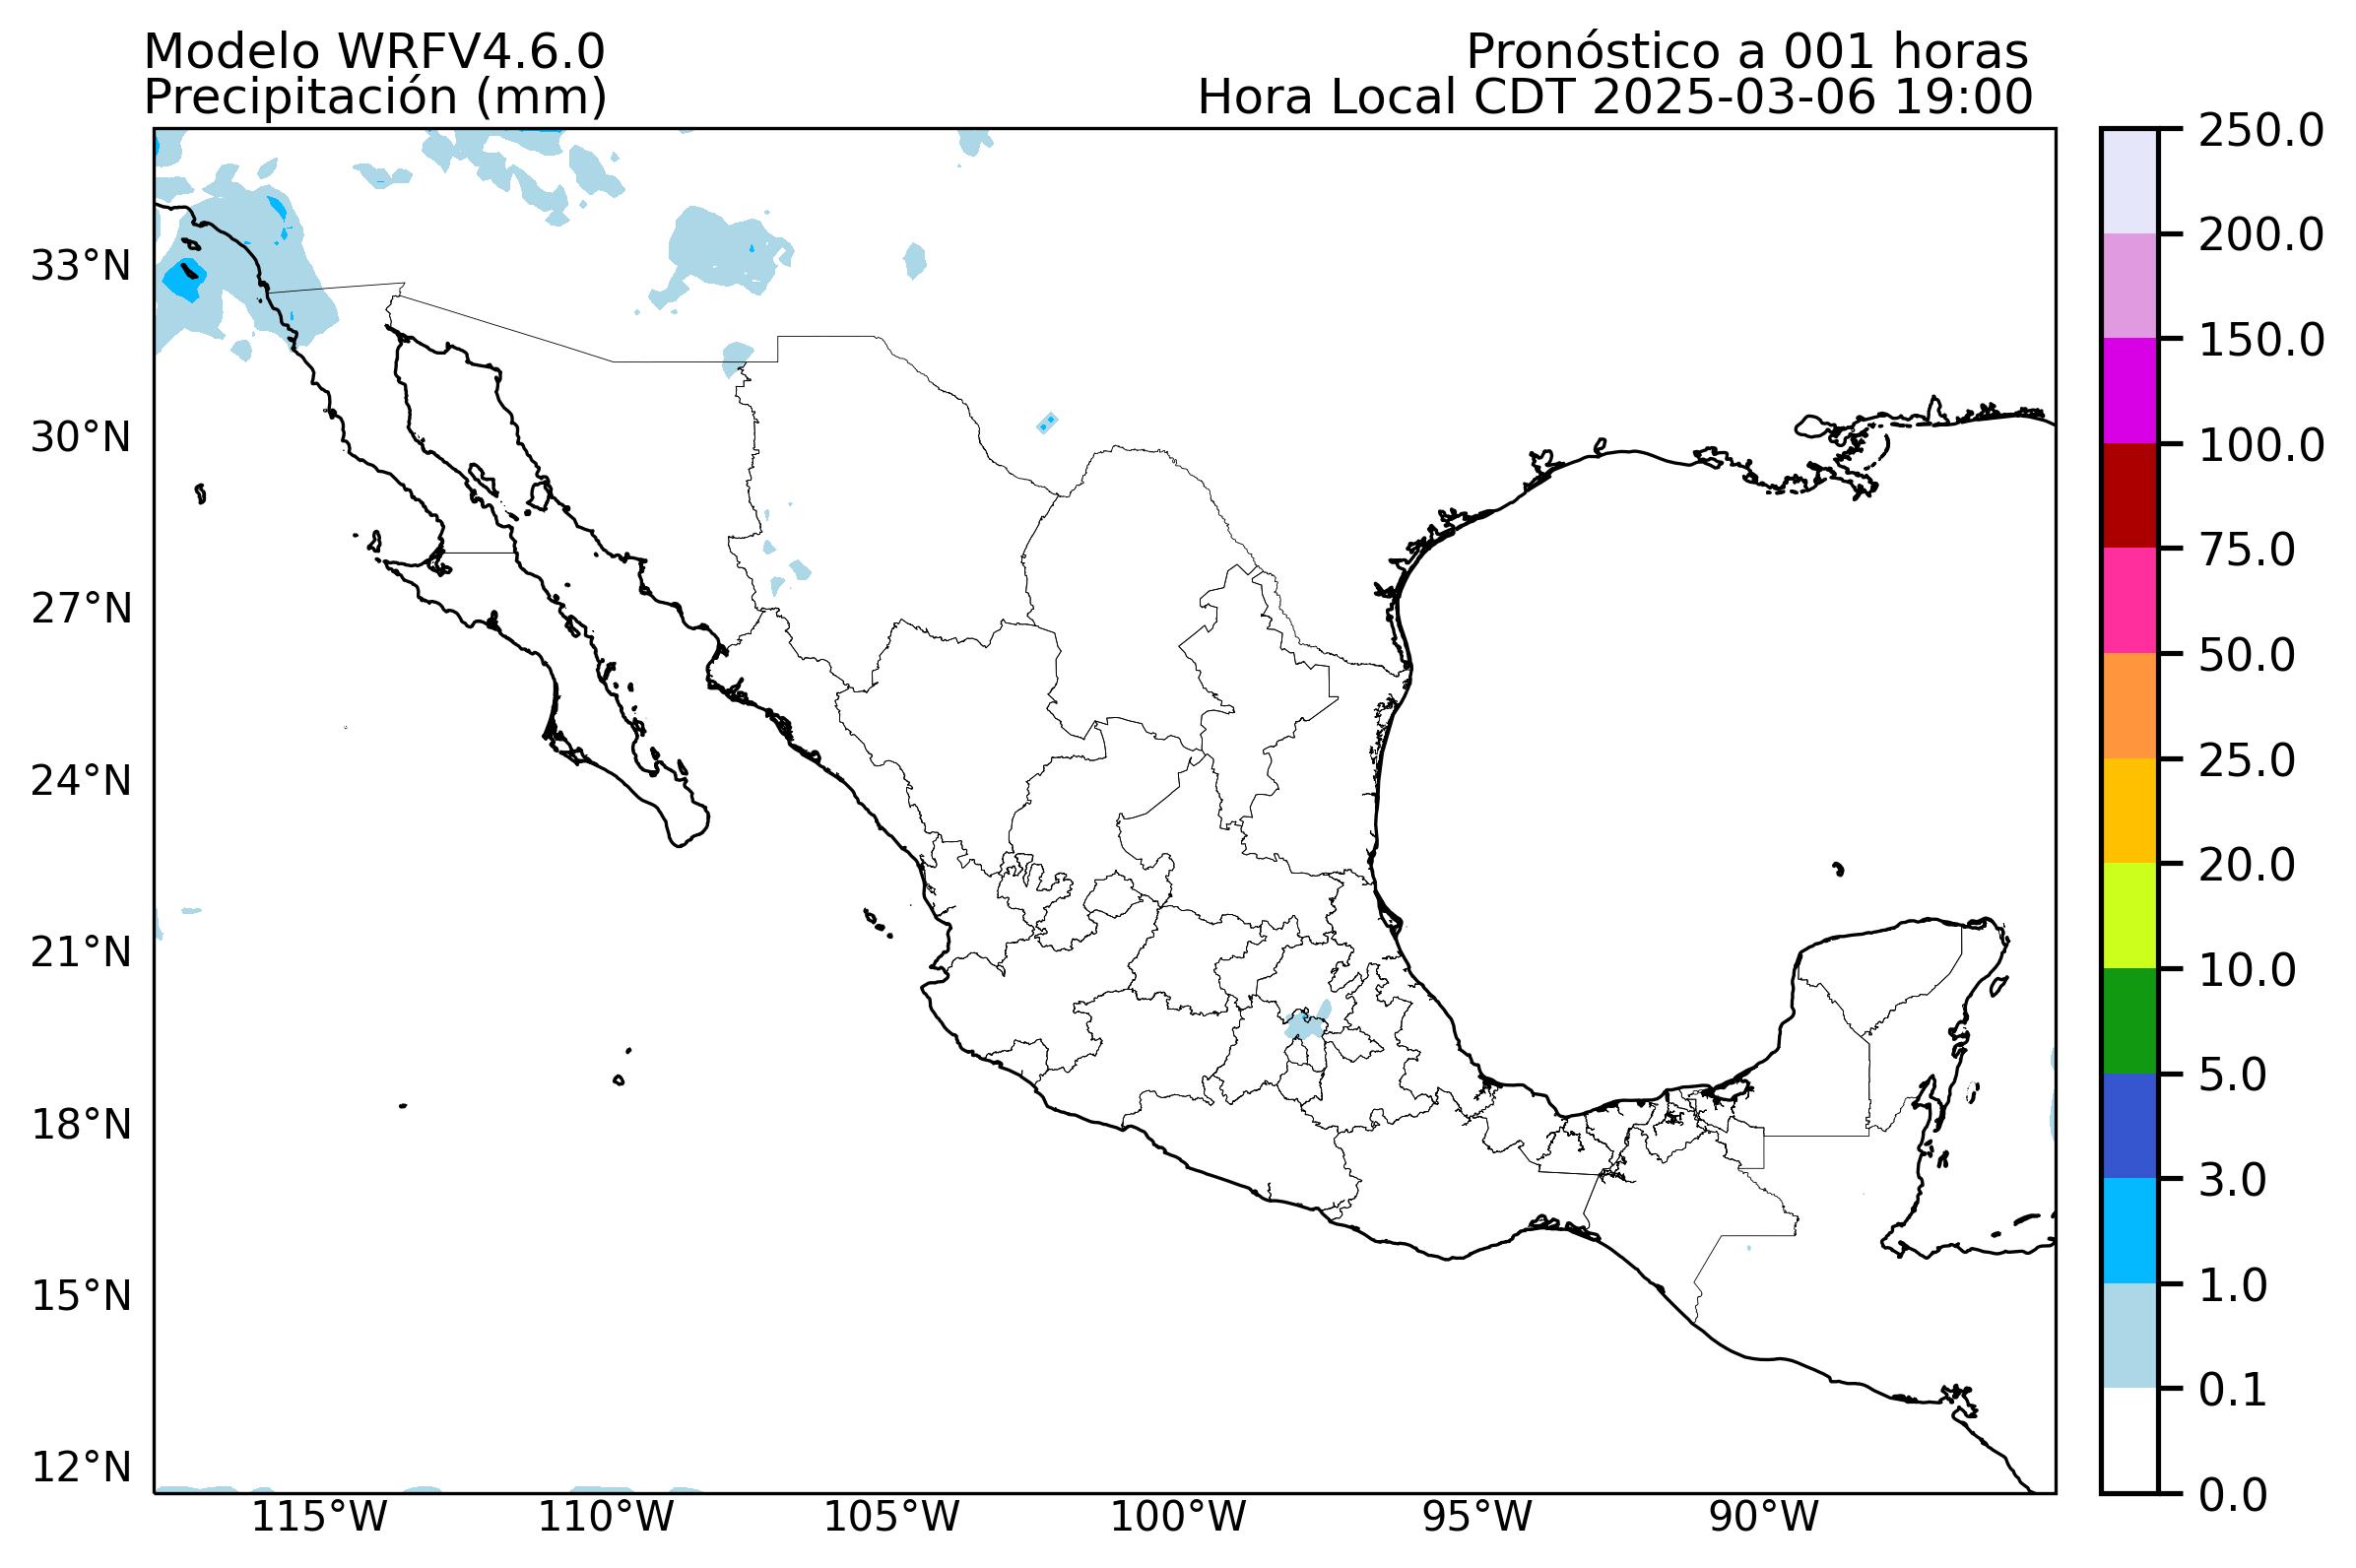 Modelo WRFV4.6.0
Precipitación (mm)
Pronóstico a 001 horas
Hora Local CDT 2025-03-06 19:00
33°N
30°N
27°N
24°N
21°N
18°N
15°N
12°N
115°W
110°W
105°W
100°W
95°W
90°W
250.0
200.0
150.0
100.0
75.0
50.0
25.0
20.0
10.0
5.0
3.0
1.0
0.1
0.0